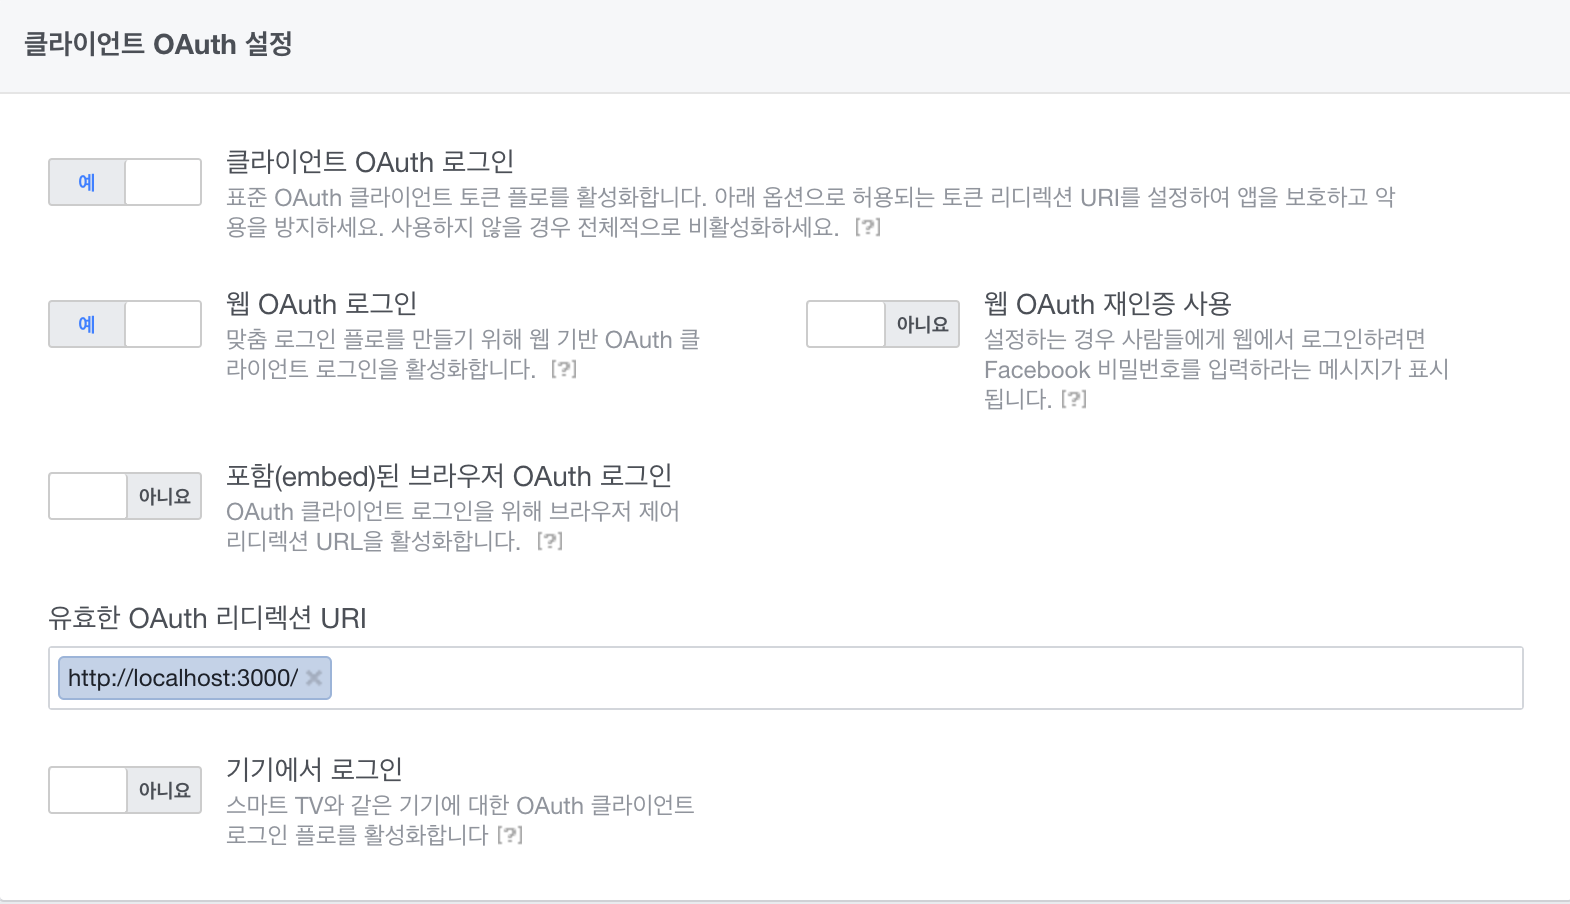 클라이언트 OAuth 설정
예
클라이언트 OAuth 로그인
표준 OAuth 클라이언트 토큰 플로를 활성화합니다. 아래 옵션으로 허용되는 토큰 리디렉션 URI를 설정하여 앱을 보호하고 악
용을 방지하세요. 사용하지 않을 경우 전체적으로 비활성화하세요. [?]
예
웹 OAuth 로그인
맞춤 로그인 플로를 만들기 위해 웹 기반 OAuth 클
라이언트 로그인을 활성화합니다. [?]
아니요
웹 OAuth 재인증 사용
설정하는 경우 사람들에게 웹에서 로그인하려면
Facebook 비밀번호를 입력하라는 메시지가 표시
됩니다. [?]
아니요
포함(embed)된 브라우저 OAuth 로그인
OAuth 클라이언트 로그인을 위해 브라우저 제어
리디렉션 URL을 활성화합니다. [?]
유효한 OAuth 리디렉션 URI
http://localhost:3000/
아니요
기기에서 로그인
스마트 TV와 같은 기기에 대한 OAuth 클라이언트
로그인 플로를 활성화합니다 [?]